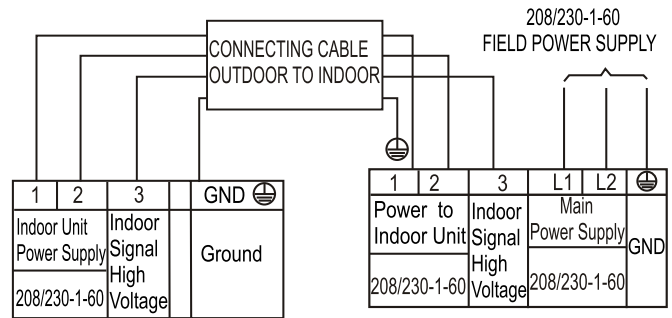 208/230-1-60
FIELD POWER SUPPLY
CONNECTING CABLE
OUTDOOR TO INDOOR
1 2 3 GND
Indoor Unit
Power Supply
208/230-1-60
Indoor
Signal
High
Voltage
Ground
1 2 3 L1 L2
Power to
Indoor Unit
208/230-1-60
Indoor
Signal
High
Voltage
Main
Power Supply
208/230-1-60
GND